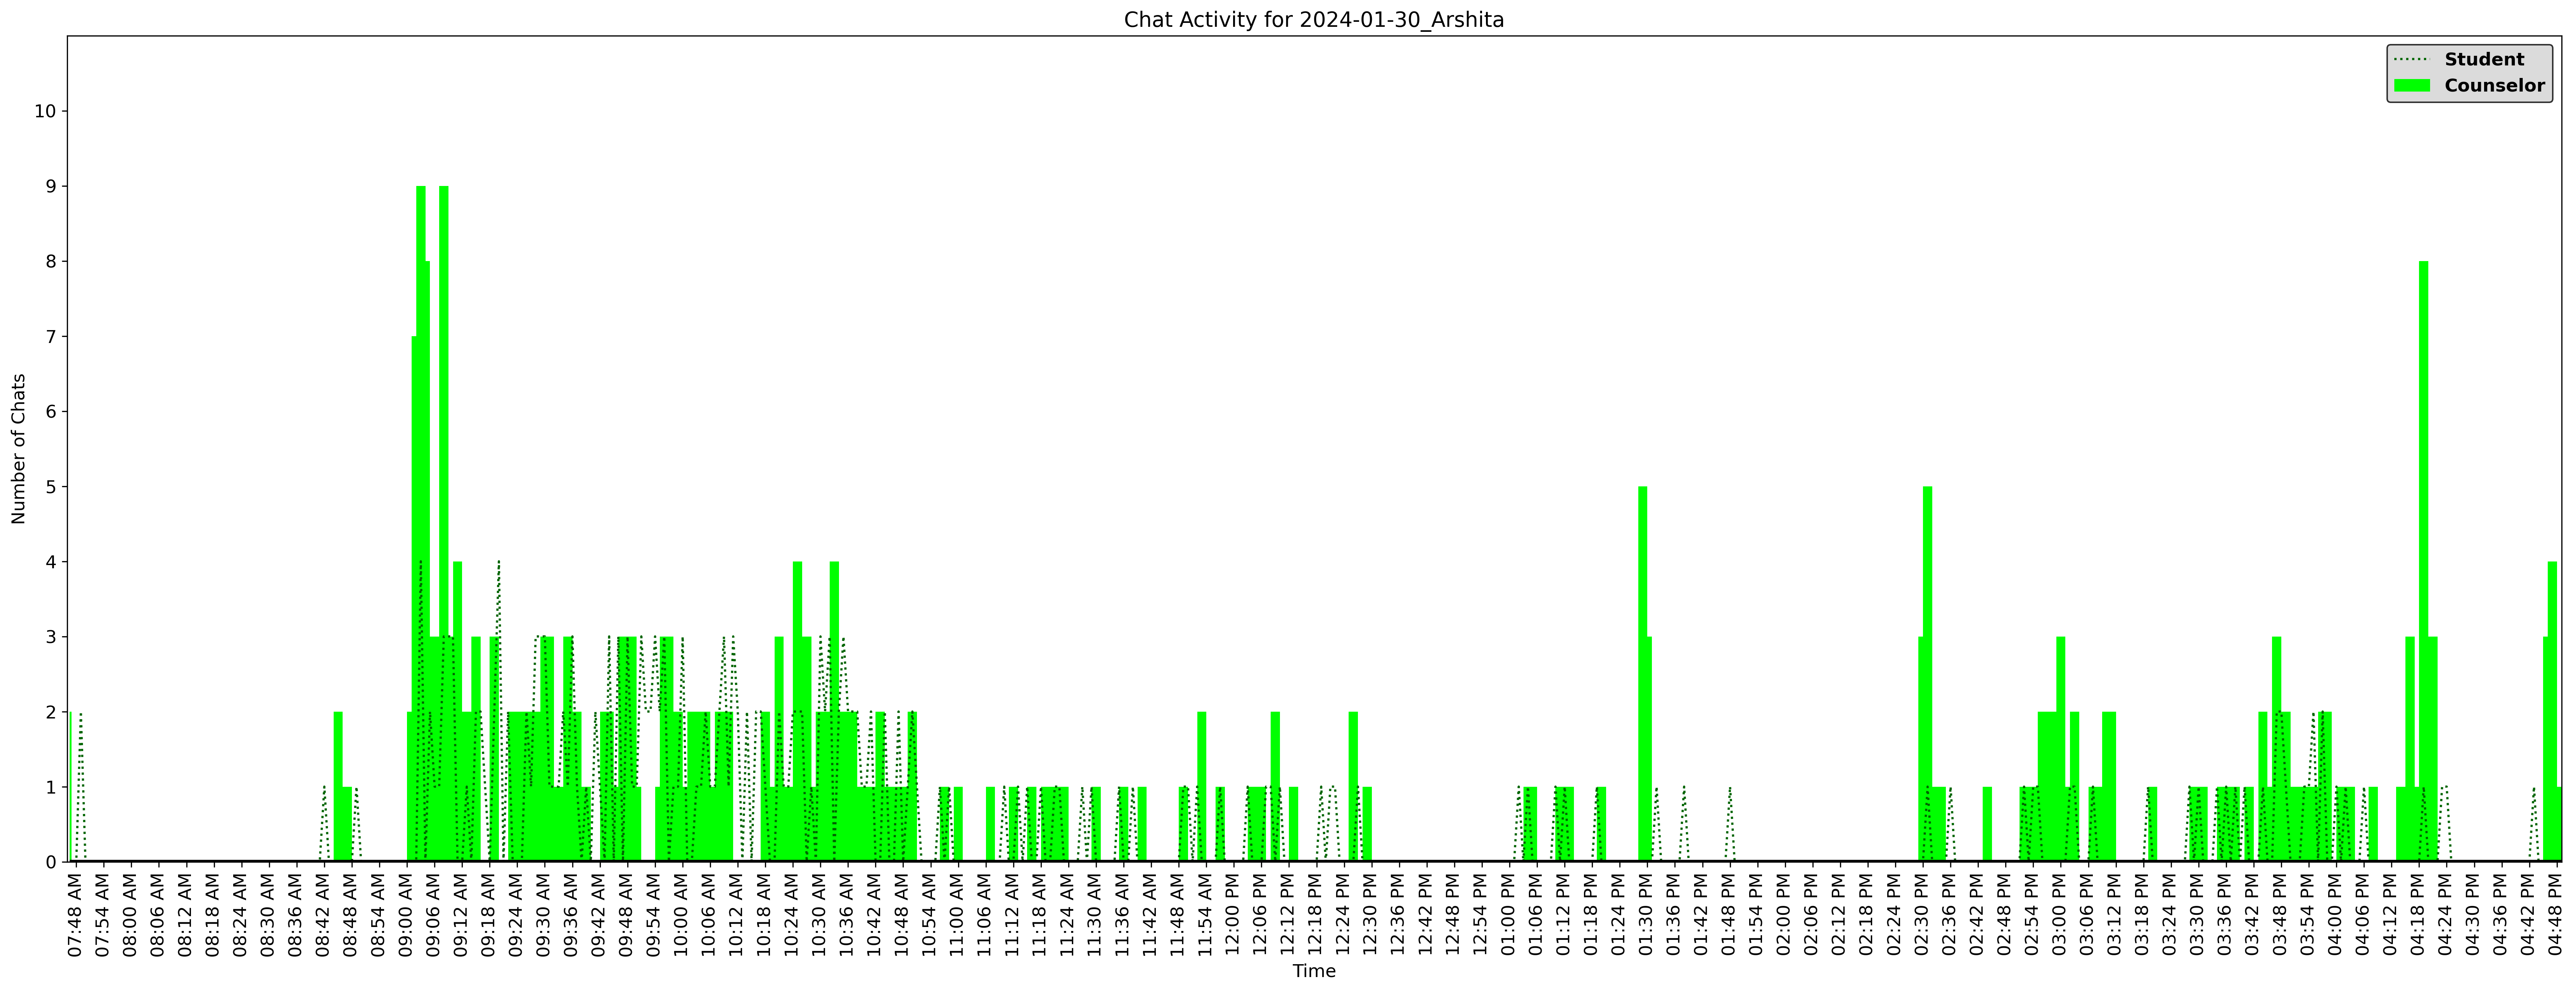 Chat Activity for 2024-01-30_Arshita
Student
Counselor
Number of Chats
10
9
8
7
6
5
4
3
2
1
0
07:48 AM
07:54 AM
08:00 AM
08:06 AM
08:12 AM
08:18 AM
08:24 AM
08:30 AM
08:36 AM
08:42 AM
08:48 AM
08:54 AM
09:00 AM
09:06 AM
09:12 AM
09:18 AM
09:24 AM
09:30 AM
09:36 AM
09:42 AM
09:48 AM
09:54 AM
10:00 AM
10:06 AM
10:12 AM
10:18 AM
10:24 AM
10:30 AM
10:36 AM
10:42 AM
10:48 AM
10:54 AM
11:00 AM
11:06 AM
11:12 AM
11:18 AM
11:24 AM
11:30 AM
11:36 AM
11:42 AM
11:48 AM
11:54 AM
12:00 PM
12:06 PM
12:12 PM
12:18 PM
12:24 PM
12:30 PM
12:36 PM
12:42 PM
12:48 PM
12:54 PM
01:00 PM
01:06 PM
01:12 PM
01:18 PM
01:24 PM
01:30 PM
01:36 PM
01:42 PM
01:48 PM
01:54 PM
02:00 PM
02:06 PM
02:12 PM
02:18 PM
02:24 PM
02:30 PM
02:36 PM
02:42 PM
02:48 PM
02:54 PM
03:00 PM
03:06 PM
03:12 PM
03:18 PM
03:24 PM
03:30 PM
03:36 PM
03:42 PM
03:48 PM
03:54 PM
04:00 PM
04:06 PM
04:12 PM
04:18 PM
04:24 PM
04:30 PM
04:36 PM
04:42 PM
04:48 PM
Time